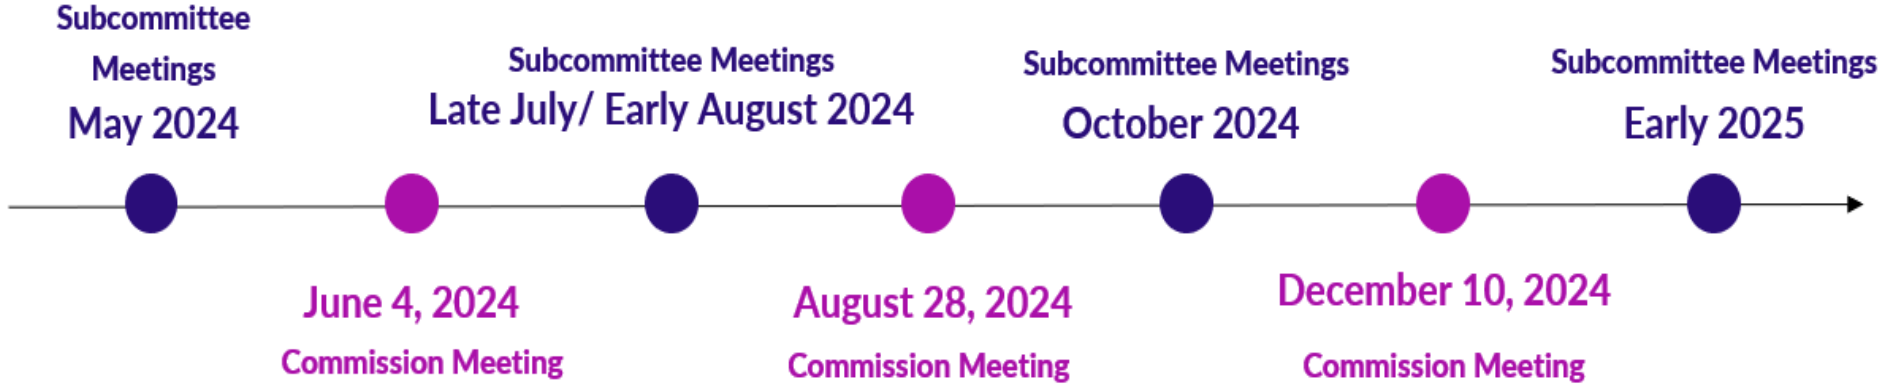 Subcommittee
Meetings
May 2024
June 4, 2024
Commission Meeting
Subcommittee Meetings
Late July/ Early August 2024
August 28, 2024
Commission Meeting
Subcommittee Meetings
October 2024
December 10, 2024
Commission Meeting
Subcommittee Meetings
Early 2025